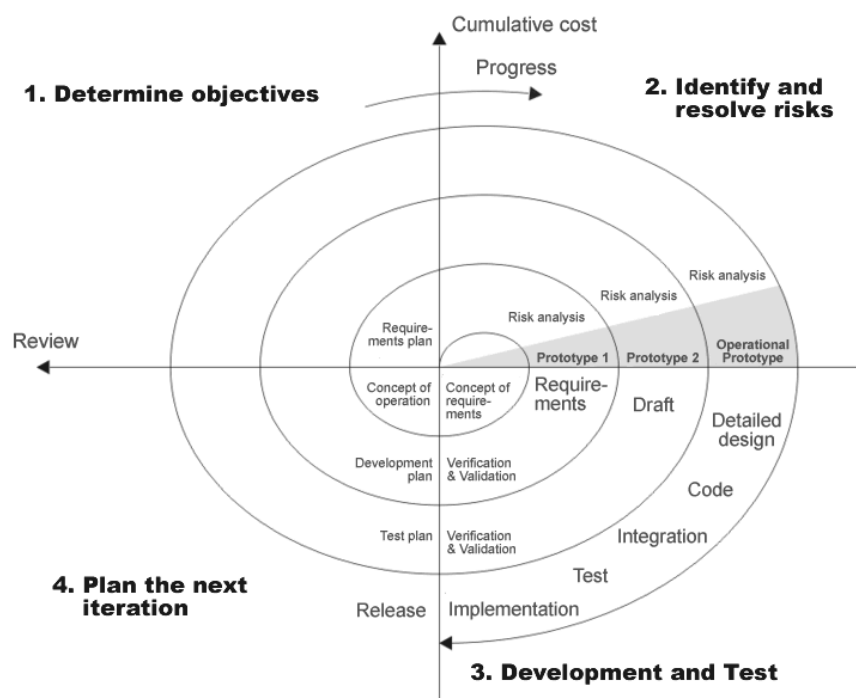 Cumulative cost
Progress
1. Determine objectives
2. Identify and
resolve risks
Risk analysis
Risk analysis
Risk analysis
Require-
ments plan
Review
Prototype 1
Prototype 2
Operational
Prototype
Concept of
operation
Concept of
require-
ments
Require-
ments
Draft
Detailed
design
Development
plan
Verification
& Validation
Code
Test plan
Verification
& Validation
Integration
Test
4. Plan the next
iteration
Release
Implementation
3. Development and Test